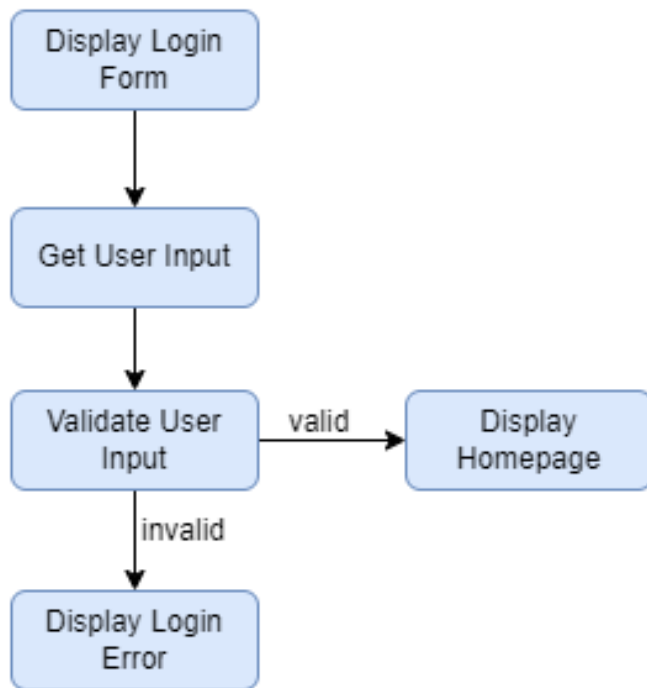 Display Login
Form
Get User Input
Validate User
Input
valid
Display
Homepage
invalid
Display Login
Error